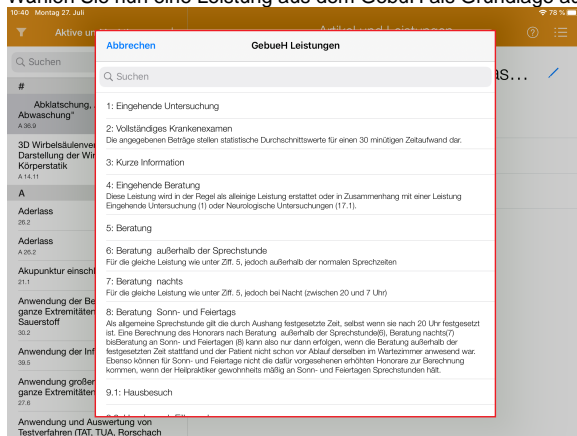 Wählen Sie nun eine Leistung aus dem GebüH als Grundlage
10:40 Montag 27. Juli
78 %
Aktive
Artikel und Leistungen
Suchen
#
Abklatschung,
Abwaschung"
A 36.9
3D Wirbelsäulenve
Darstellung der Wir
Körperstatik
A 14.11
A
Aderlass
26.2
Aderlass
A 26.2
Akupunktur einschl
21.1
Anwendung der Be
ganze Extremitäten
Sauerstoff
30.2
Anwendung der Inf
39.5
Anwendung großer
ganze Extremitäten
27.6
Anwendung und Auswertung von
Testverfahren (TAT, TUA, Rorschach
Abbrechen
GebueH Leistungen
Suchen
1: Eingehende Untersuchung
2: Vollständiges Krankenexamen
Die angegebenen Beträge stellen statistische Durchschnittswerte für einen 30 minütigen Zeitaufwand dar.
3: Kurze Information
4: Eingehende Beratung
Diese Leistung wird in der Regel als alleinige Leistung erstattet oder in Zusammenhang mit einer Leistung
Eingehende Untersuchung (1) oder Neurologische Untersuchungen (17.1).
5: Beratung
6: Beratung außerhalb der Sprechstunde
Für die gleiche Leistung wie unter Ziff. 5, jedoch außerhalb der normalen Sprechzeiten
7: Beratung nachts
Für die gleiche Leistung wie unter Ziff. 5, jedoch bei Nacht (zwischen 20 und 7 Uhr)
8: Beratung Sonn- und Feiertags
Als allgemeine Sprechstunde gilt die durch Aushang festgesetzte Zeit, selbst wenn sie nach 20 Uhr festgesetzt
ist. Eine Berechnung des Honorars nach Beratung außerhalb der Sprechstunde(6), Beratung nachts(7)
bisBeratung an Sonn- und Feiertagen (8) kann also nur dann erfolgen, wenn die Beratung außerhalb der
festgesetzten Zeit stattfand und der Patient nicht schon vor Ablauf derselben im Wartezimmer anwesend war.
Ebenso können für Sonn- und Feiertage nicht die dafür vorgesehenen erhöhten Honorare zur Berechnung
kommen, wenn der Heilpraktiker gewohnheits mäßig an Sonn- und Feiertagen Sprechstunden hält.
9.1: Hausbesuch
as...